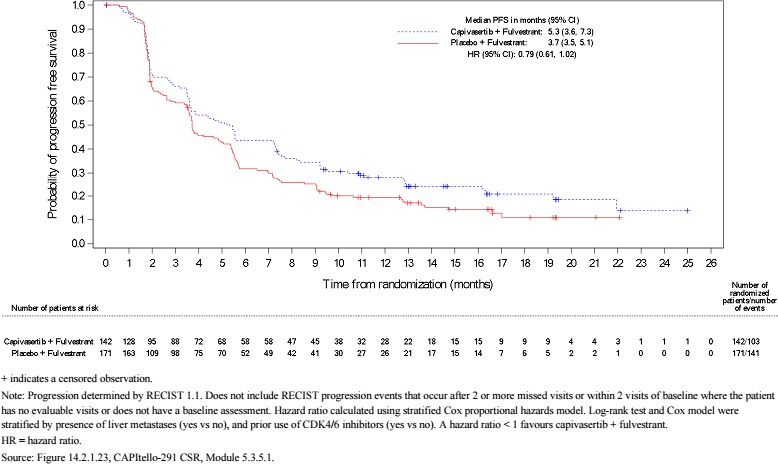 Median PFS in months (95% CI)
Capivasertib + Fulvestrant: 5.3 (3.6, 7.3)
Placebo + Fulvestrant: 3.7 (3.5, 5.1)
HR (95% CI): 0.79 (0.61, 1.02)
Probability of progression free survival
1.0
0.9
0.8
0.7
0.6
0.5
0.4
0.3
0.2
0.1
0.0
0 1 2 3 4 5 6 7 8 9 10 11 12 13 14 15 16 17 18 19 20 21 22 23 24 25 26
Time from randomization (months)
Number of patients at risk
Number of
randomized
patients/number
of events
Capivasertib + Fulvestrant 142 128 95 88 72 68 58 58 47 45 38 32 28 22 18 15 15 9 9 9 4 4 3 1 1 1 0 142/103
Placebo + Fulvestrant 171 163 109 98 75 70 52 49 42 41 30 27 26 21 17 15 14 7 6 5 2 2 1 0 0 0 0 171/141
+ indicates a censored observation.
Note: Progression determined by RECIST 1.1. Does not include RECIST progression events that occur after 2 or more missed visits or within 2 visits of baseline where the patient
has no evaluable visits or does not have a baseline assessment. Hazard ratio calculated using stratified Cox proportional hazards model. Log-rank test and Cox model were
stratified by presence of liver metastases (yes vs no), and prior use of CDK4/6 inhibitors (yes vs no). A hazard ratio < 1 favours capivasertib + fulvestrant.
HR = hazard ratio.
Source: Figure 14.2.1.23, CAPItello-291 CSR, Module 5.3.5.1.